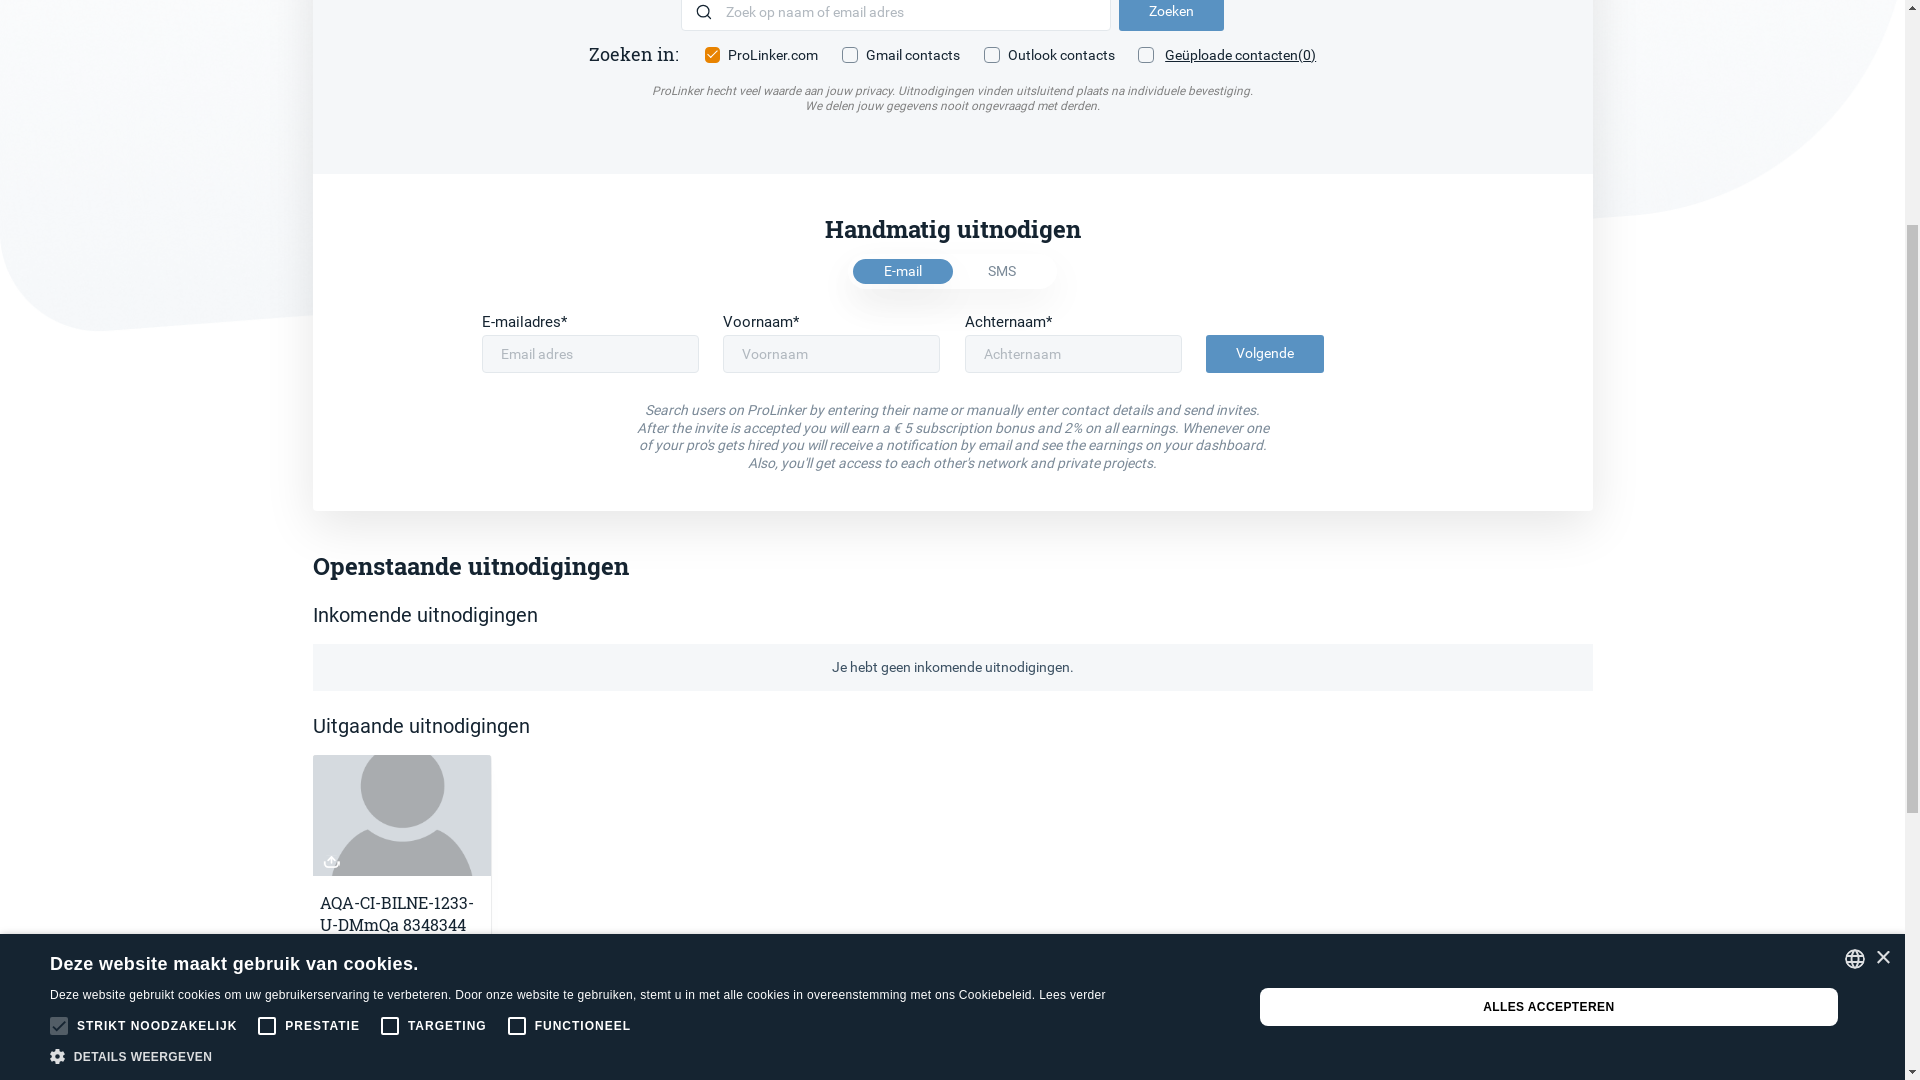 Zoek op naam of email adres
Zoeken
Zoeken in:
ProLinker.com
Gmail contacts
Outlook contacts
Geüploade contacten(0)
ProLinker hecht veel waarde aan jouw privacy. Uitnodigingen vinden uitsluitend plaats na individuele bevestiging.
We delen jouw gegevens nooit ongevraagd met derden.
Handmatig uitnodigen
E-mail
SMS
E-mailadres*
Voornaam*
Achternaam*
Email adres
Voornaam
Achternaam
Volgende
Search users on ProLinker by entering their name or manually enter contact details and send invites.
After the invite is accepted you will earn a € 5 subscription bonus and 2% on all earnings. Whenever one
of your pro's gets hired you will receive a notification by email and see the earnings on your dashboard.
Also, you'll get access to each other's network and private projects.
Openstaande uitnodigingen
Inkomende uitnodigingen
Je hebt geen inkomende uitnodigingen.
Uitgaande uitnodigingen
AQA-CI-BILNE-1233-
U-DMmQa 8348344
Deze website maakt gebruik van cookies.
Deze website gebruikt cookies om uw gebruikerservaring te verbeteren. Door onze website te gebruiken, stemt u in met alle cookies in overeenstemming met ons Cookiebeleid. Lees verder
STRIKT NOODZAKELIJK
PRESTATIE
TARGETING
FUNCTIONEEL
DETAILS WEERGEVEN
ALLES ACCEPTEREN